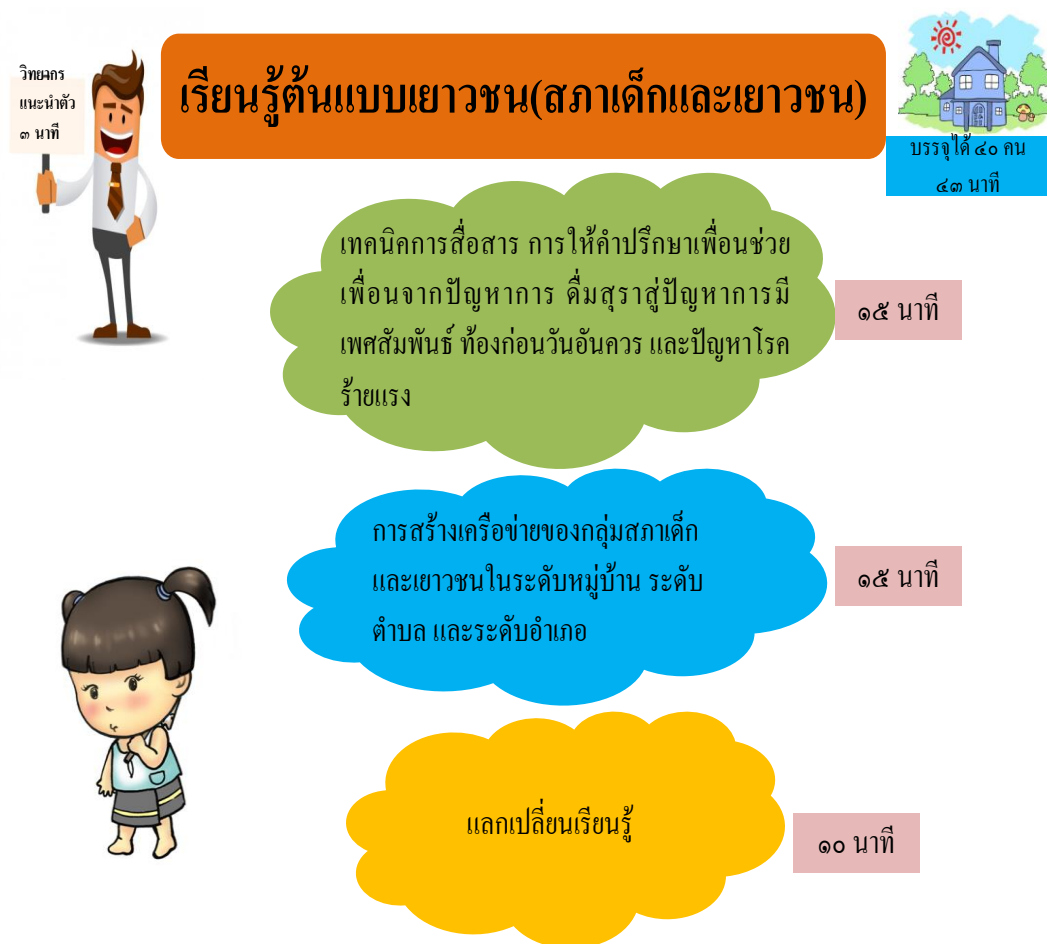 วิทยากร
แนะนำตัว
๓ นาที
เรียนรู้ต้นแบบเยาวชน(สภาเด็กและเยาวชน)
บรรจุได้ ๔๐ คน
๔๓ นาที
เทคนิคการสื่อสาร การให้คำปรึกษาเพื่อนช่วย
เพื่อนจากปัญหาการ ดื่มสุราสู่ปัญหาการมี
เพศสัมพันธ์ ท้องก่อนวันอันควร และปัญหาโรค
ร้ายแรง
๑๕ นาที
การสร้างเครือข่ายของกลุ่มสภาเด็ก
และเยาวชนในระดับหมู่บ้าน ระดับ
ตำบล และระดับอำเภอ
๑๕ นาที
แลกเปลี่ยนเรียนรู้
๑๐ นาที